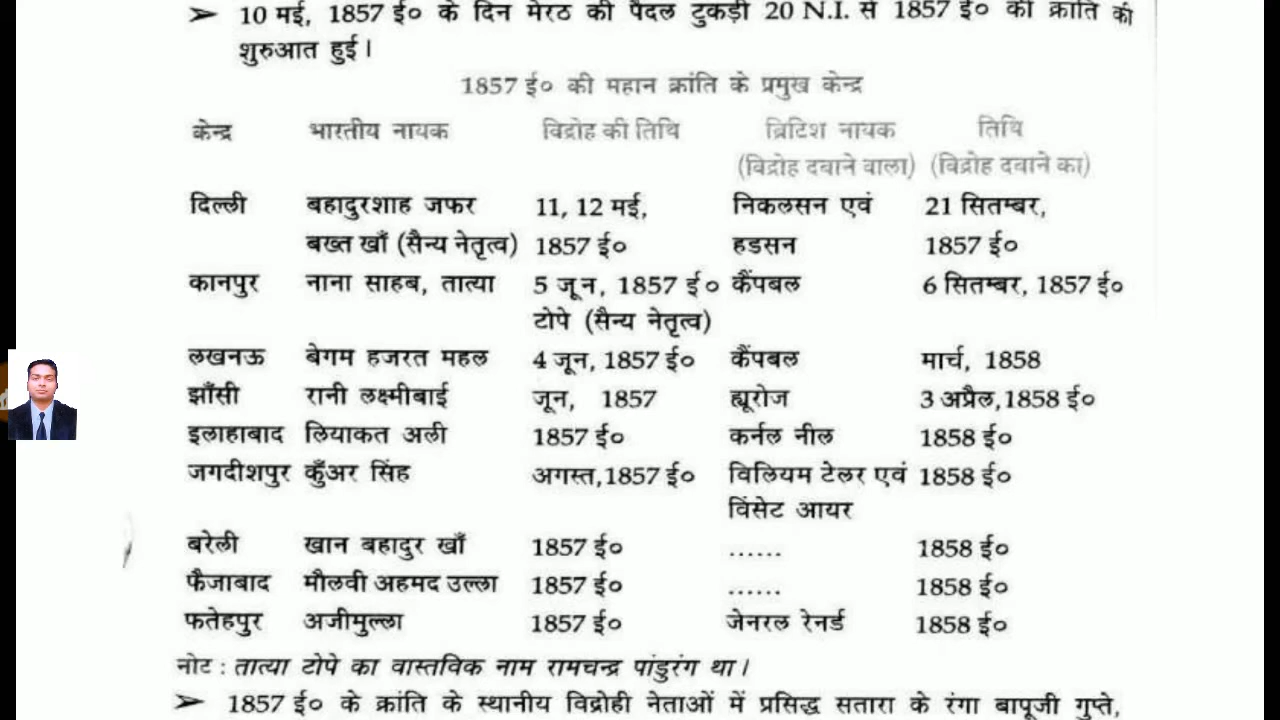 ➢ 10 मई, 1857 ई० के दिन मेरठ की पैदल टुकड़ी 20 N.I. से 1857 ई० की क्रांति की
शुरुआत हुई।
1857 ई० की महान क्रांति के प्रमुख केन्द्र
केन्द्र भारतीय नायक विद्रोह की तिथि ब्रिटिश नायक तिथि
(विद्रोह दबाने वाला) (विद्रोह दबाने का)
दिल्ली बहादुरशाह जफर 11, 12 मई, निकलसन एवं 21 सितम्बर,
बख्त खाँ (सैन्य नेतृत्व) 1857 ई० हडसन 1857 ई०
कानपुर नाना साहब, तात्या 5 जून, 1857 ई० कैंपबल 6 सितम्बर, 1857 ई०
टोपे (सैन्य नेतृत्व)
लखनऊ बेगम हजरत महल 4 जून, 1857 ई० कैंपबल मार्च, 1858
झाँसी रानी लक्ष्मीबाई जून, 1857 ह्यूरोज 3 अप्रैल,1858 ई०
इलाहाबाद लियाकत अली 1857 ई० कर्नल नील 1858 ई०
जगदीशपुर कुँअर सिंह अगस्त,1857 ई० विलियम टेलर एवं 1858 ई०
विंसेट आयर
बरेली खान बहादुर खाँ 1857 ई० ...... 1858 ई०
फैजाबाद मौलवी अहमद उल्ला 1857 ई० ...... 1858 ई०
फतेहपुर अजीमुल्ला 1857 ई० जेनरल रेनर्ड 1858 ई०
नोट : तात्या टोपे का वास्तविक नाम रामचन्द्र पांडुरंग था।
➢ 1857 ई० के क्रांति के स्थानीय विद्रोही नेताओं में प्रसिद्ध सतारा के रंगा बापूजी गुप्ते,